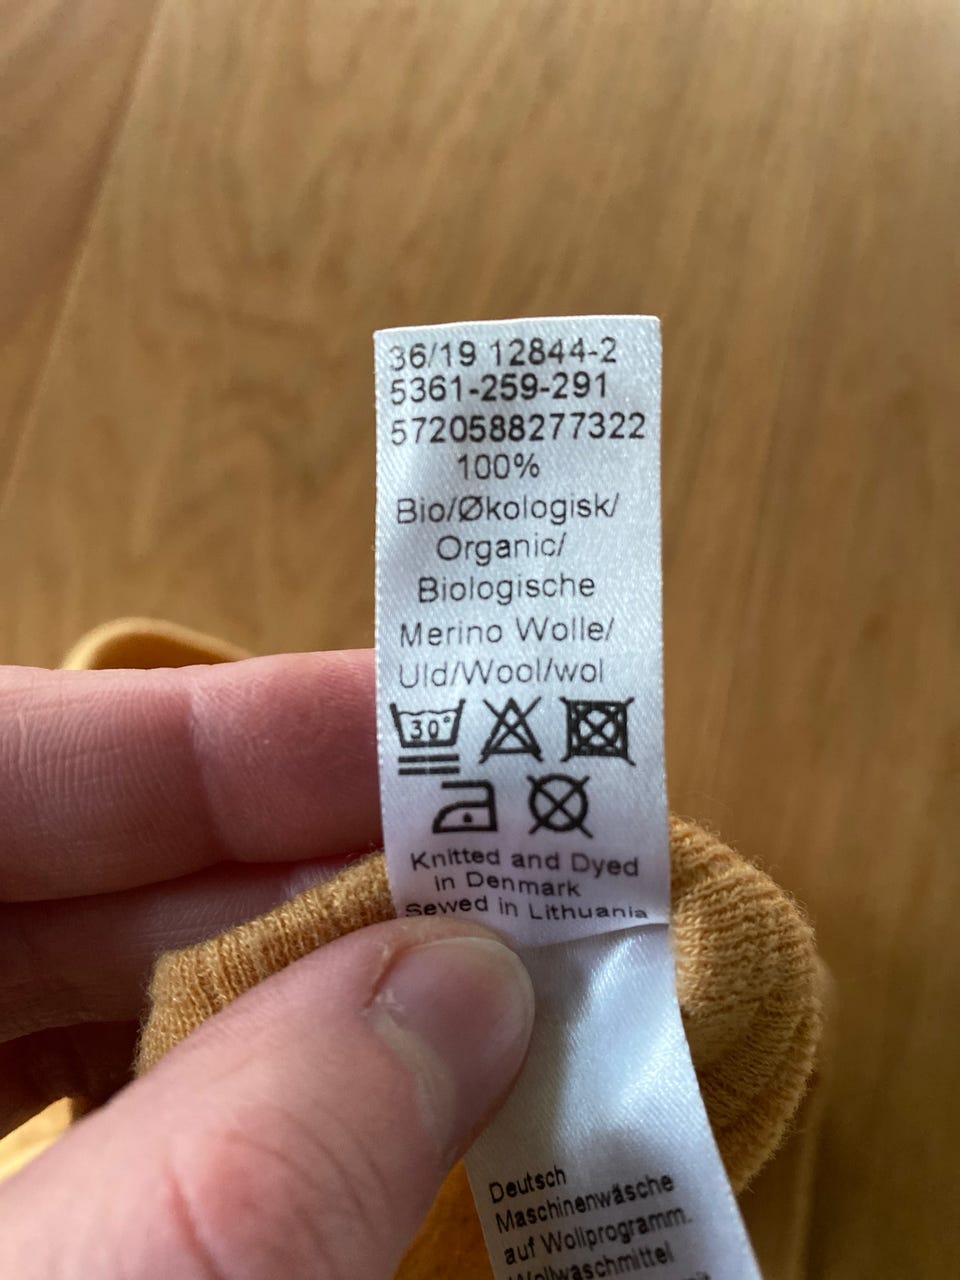 36/19 12844-2
5361-259-291
5720588277322
100%
Bio/Økologisk/
Organic/
Biologische
Merino Wolle/
Uld/Wool/wol
30°
Knitted and Dyed
in Denmark
Sewed in Lithuania
Deutsch
Maschinenwäsche
auf Wollprogramm.
Wollwaschmittel